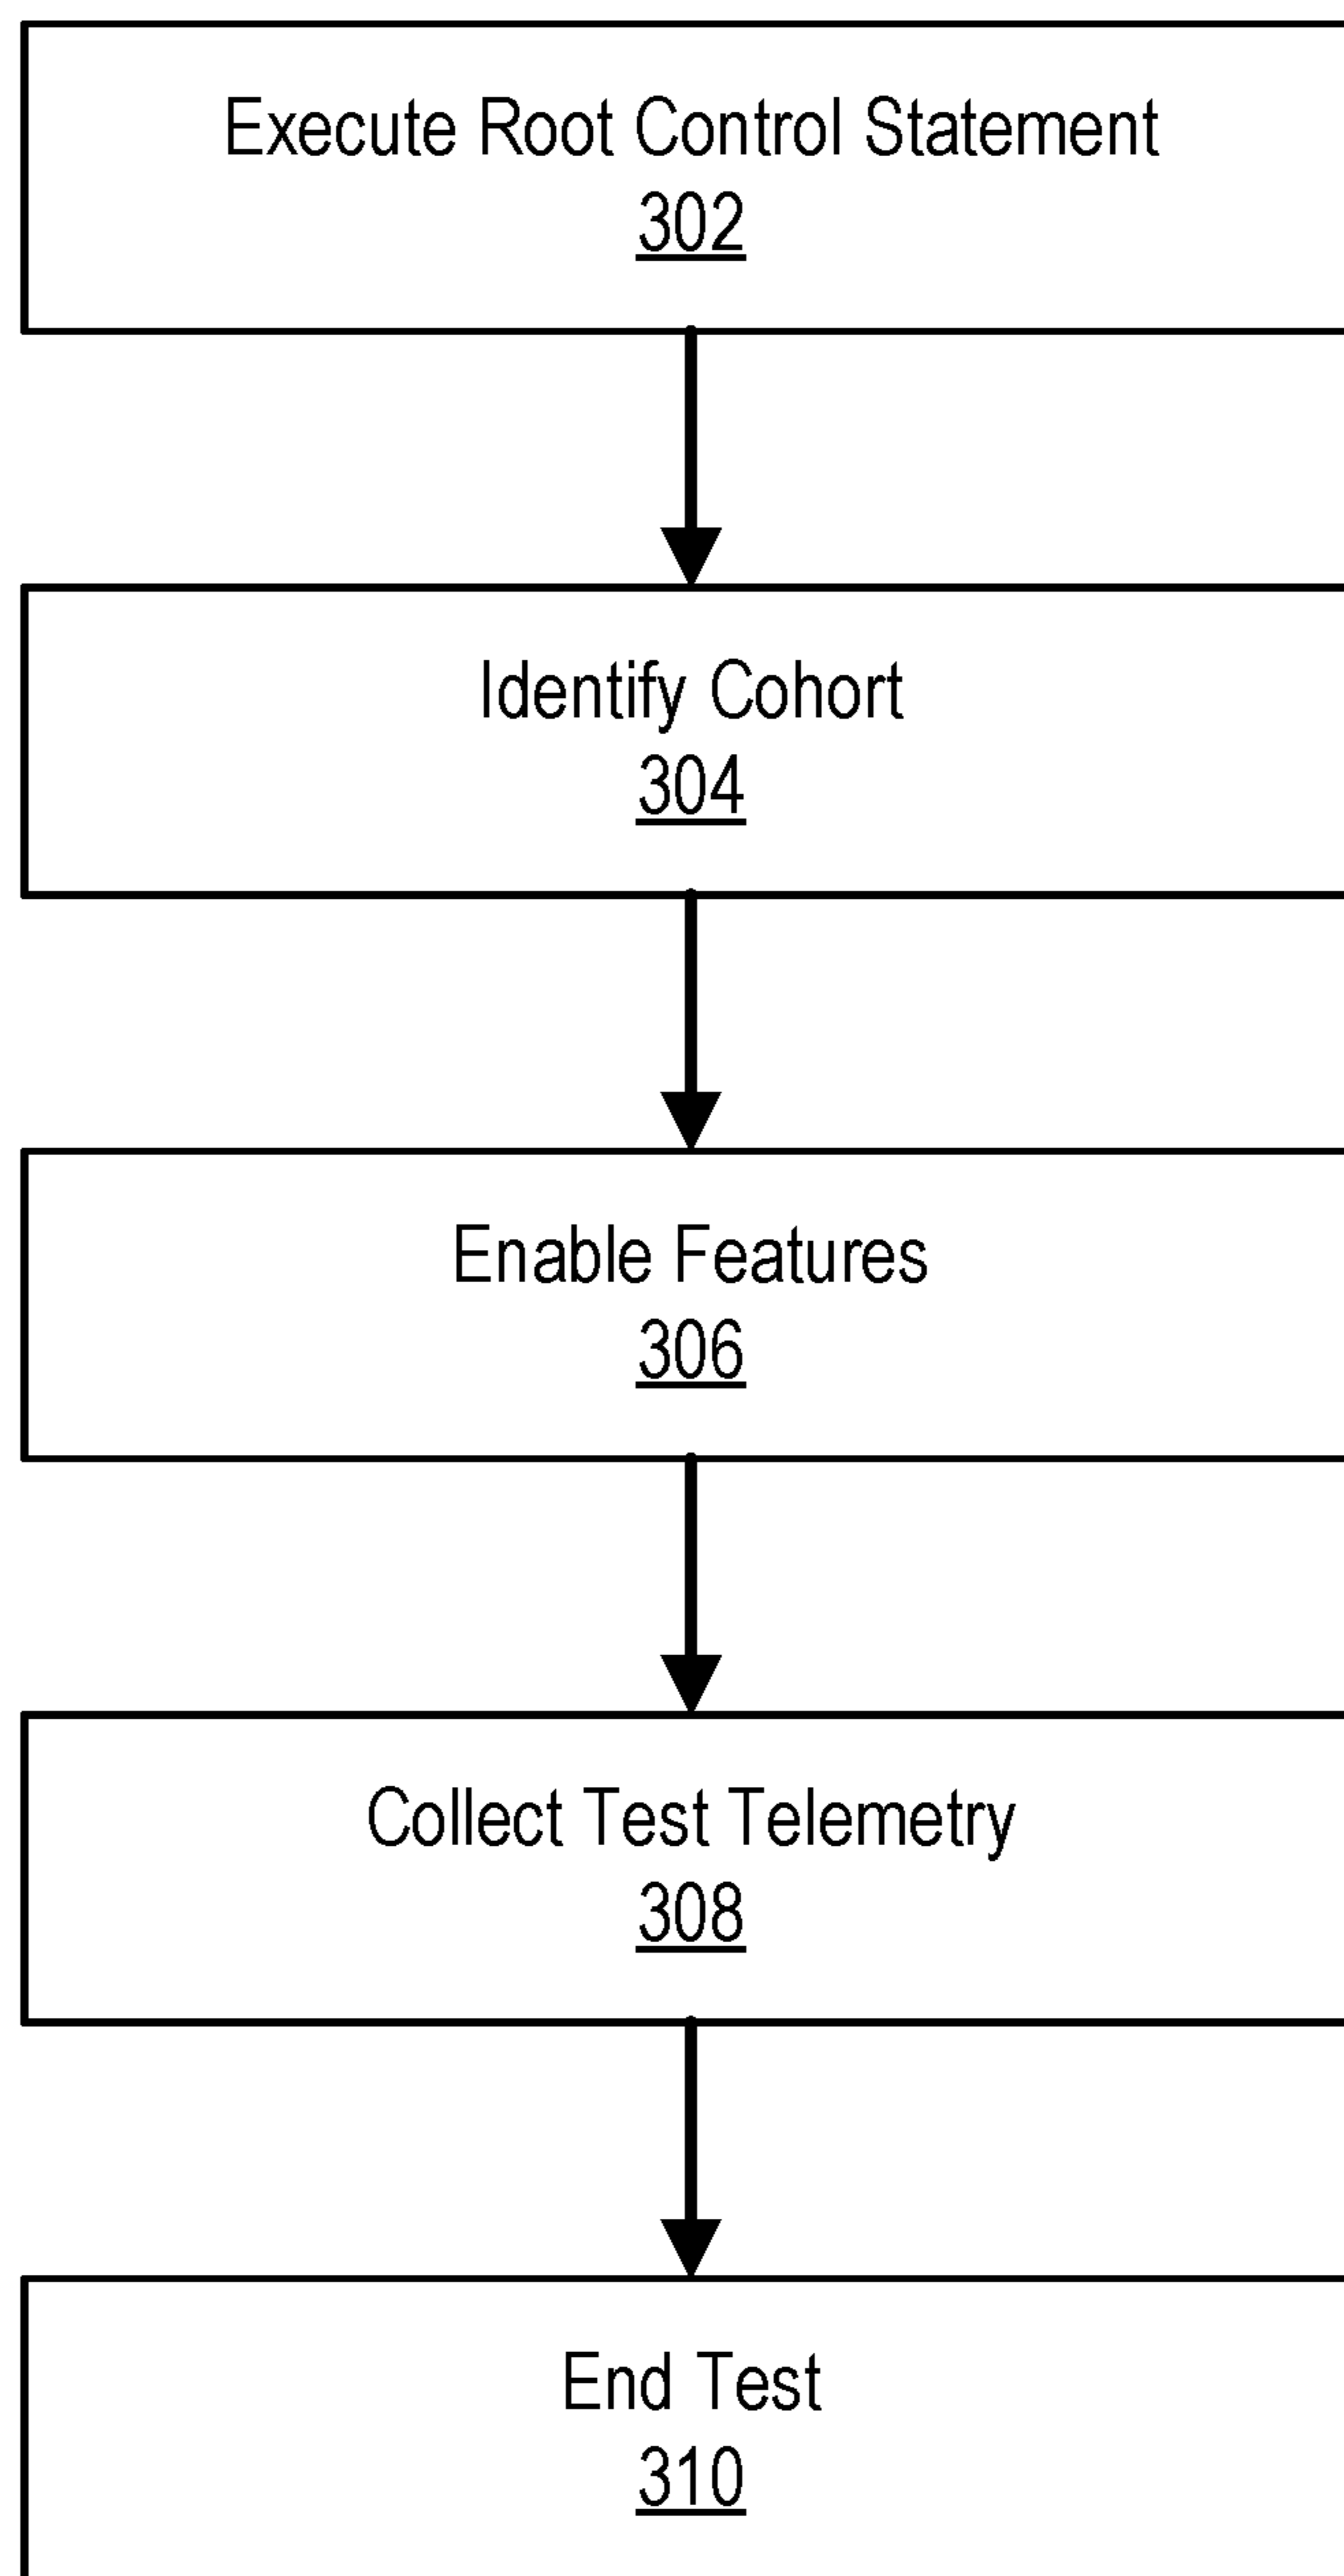 Execute Root Control Statement
302
Identify Cohort
304
Enable Features
306
Collect Test Telemetry
308
End Test
310